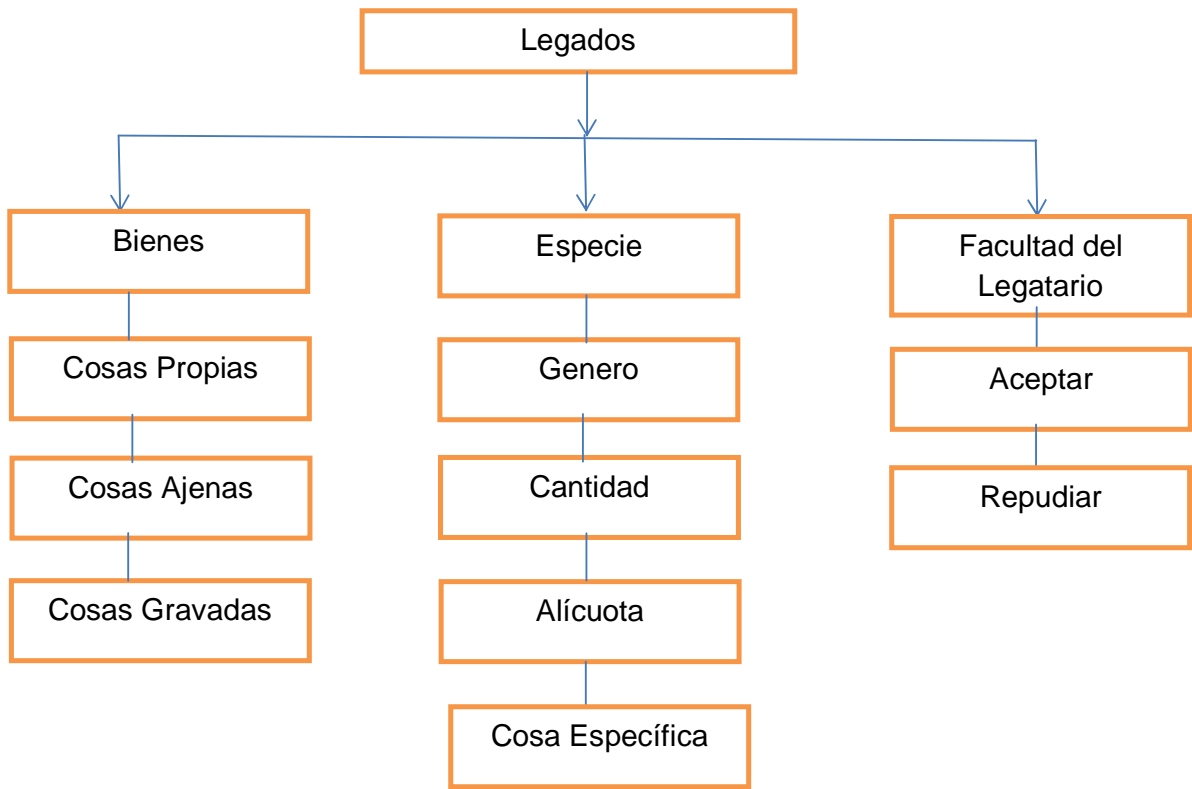 Legados
Bienes
Cosas Propias
Cosas Ajenas
Cosas Gravadas
Especie
Genero
Cantidad
Alícuota
Cosa Específica
Facultad del
Legatario
Aceptar
Repudiar